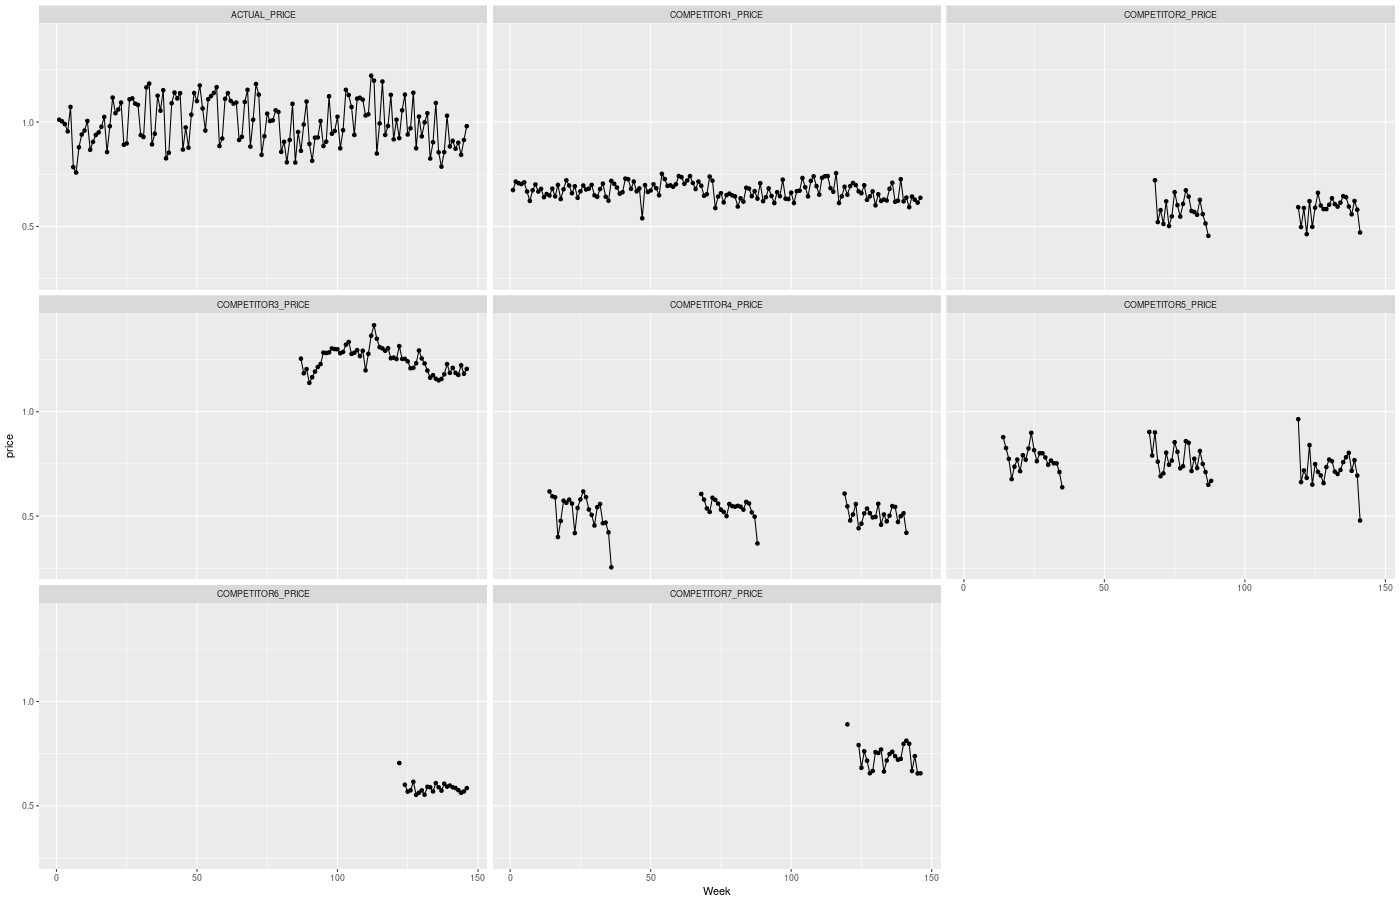 ACTUAL_PRICE
COMPETITOR1_PRICE
COMPETITOR2_PRICE
1.0
0.5
COMPETITOR3_PRICE
COMPETITOR4_PRICE
COMPETITOR5_PRICE
1.0
0.5
price
0 50 100 150
COMPETITOR6_PRICE
COMPETITOR7_PRICE
1.0
0.5
0 50 100 150
0 50 100 150
Week